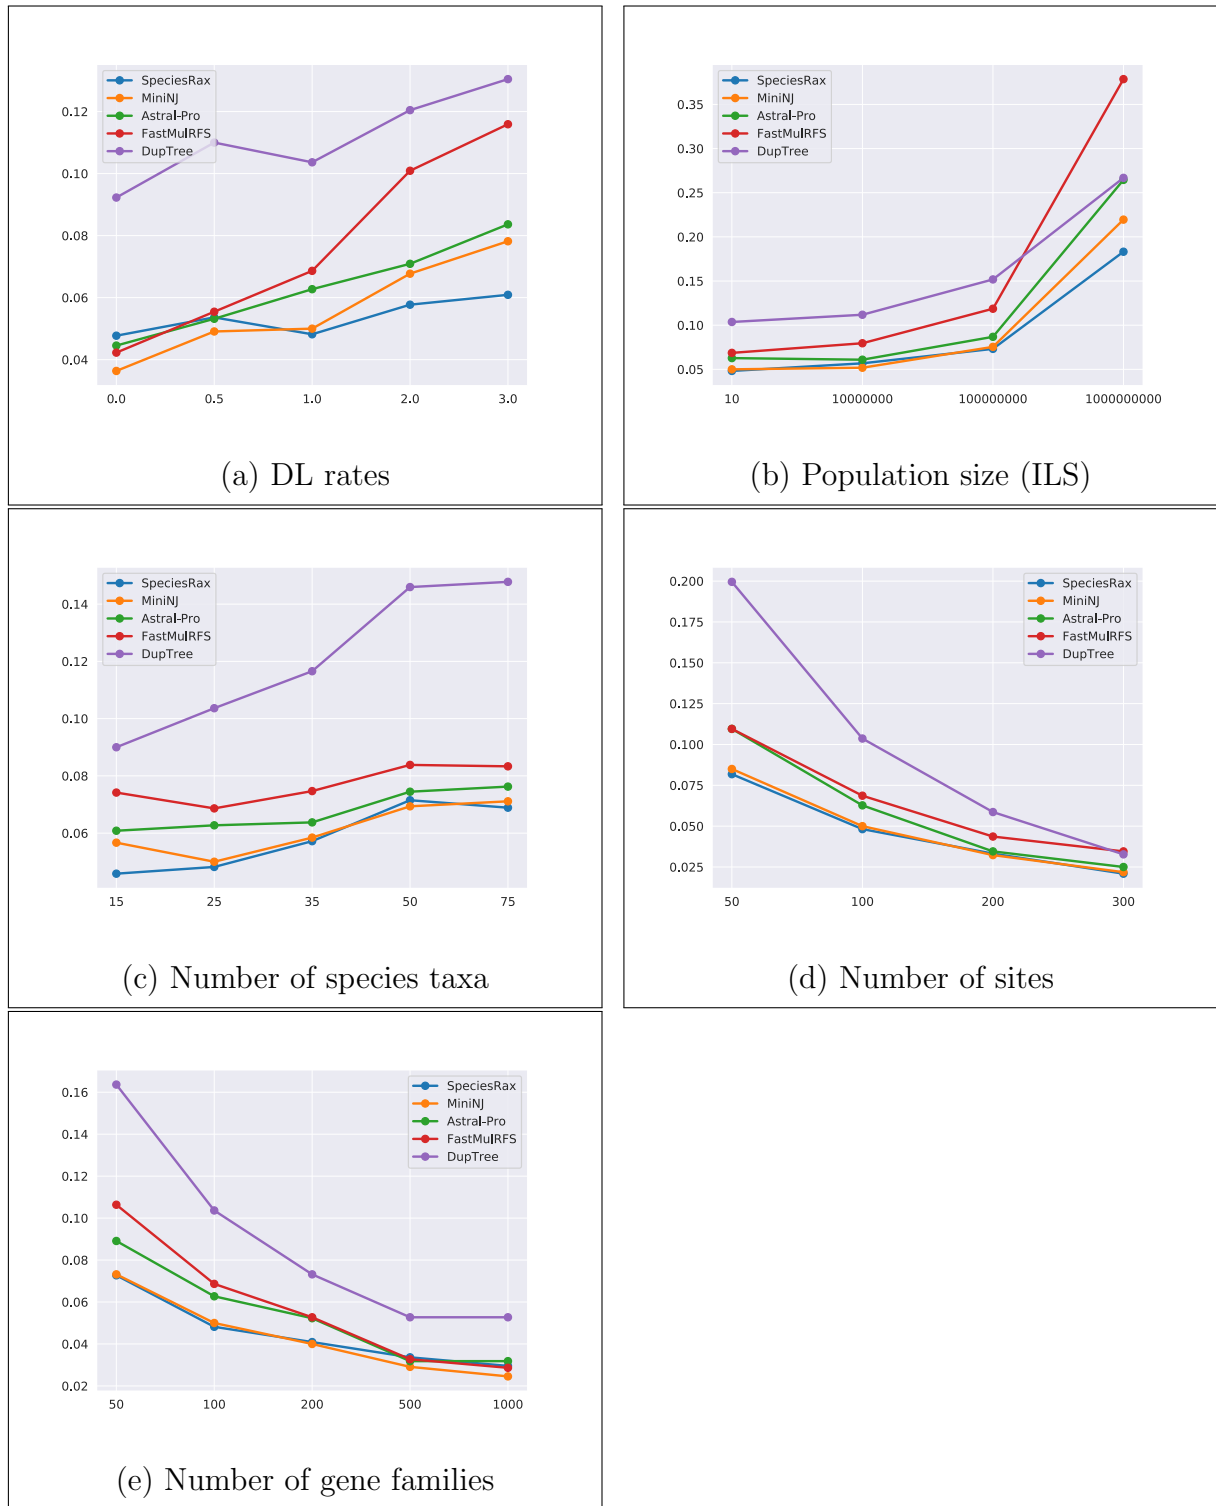 SpeciesRax
MiniNJ
Astral-Pro
FastMulRFS
DupTree
0.12
0.10
0.08
0.06
0.04
0.0 0.5 1.0 2.0 3.0
(a) DL rates
SpeciesRax
MiniNJ
Astral-Pro
FastMulRFS
DupTree
0.35
0.30
0.25
0.20
0.15
0.10
0.05
10 10000000 100000000 1000000000
(b) Population size (ILS)
SpeciesRax
MiniNJ
Astral-Pro
FastMulRFS
DupTree
0.14
0.12
0.10
0.08
0.06
15 25 35 50 75
(c) Number of species taxa
SpeciesRax
MiniNJ
Astral-Pro
FastMulRFS
DupTree
0.200
0.175
0.150
0.125
0.100
0.075
0.050
0.025
50 100 200 300
(d) Number of sites
SpeciesRax
MiniNJ
Astral-Pro
FastMulRFS
DupTree
0.16
0.14
0.12
0.10
0.08
0.06
0.04
0.02
50 100 200 500 1000
(e) Number of gene families